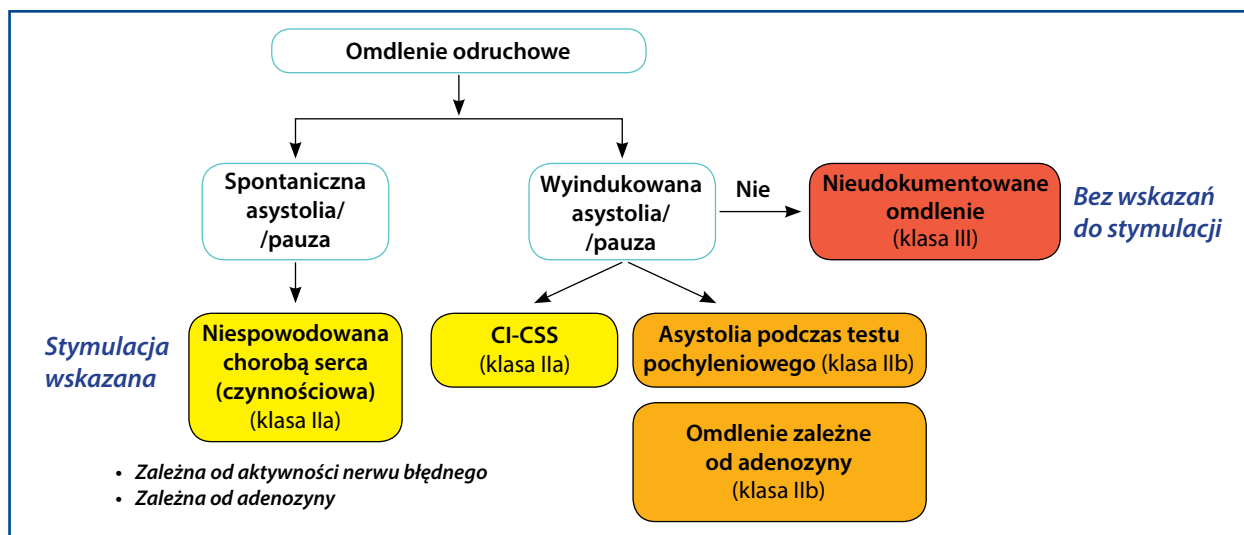 Omdlenie odruchowe
Spontaniczna
asystolia/
/pauza
Wyindukowana
asystolia/
/pauza
Nie
Nieudokumentowane
omdlenie
(klasa III)
Bez wskazań
do stymulacji
Stymulacja
wskazana
Niespowodowana
chorobą serca
(czynnościowa)
(klasa IIa)
CI-CSS
(klasa IIa)
Asystolia podczas testu
pochyleniowego (klasa IIb)
Omdlenie zależne
od adenozyny
(klasa IIb)
• Zależna od aktywności nerwu błędnego
• Zależna od adenozyny